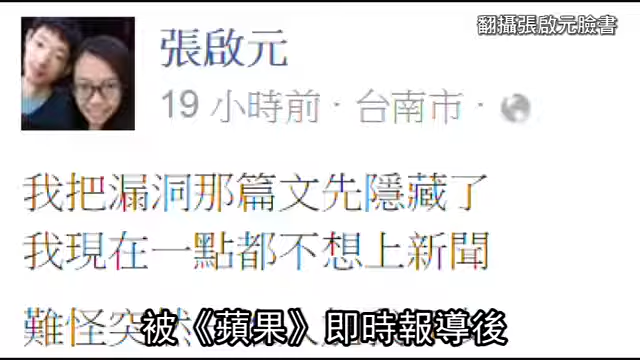 翻攝張啟元臉書
張啟元
19 小時前 · 台南市 ·
我把漏洞那篇文先隱藏了
我現在一點都不想上新聞
難怪突然
被《蘋果》即時報導後